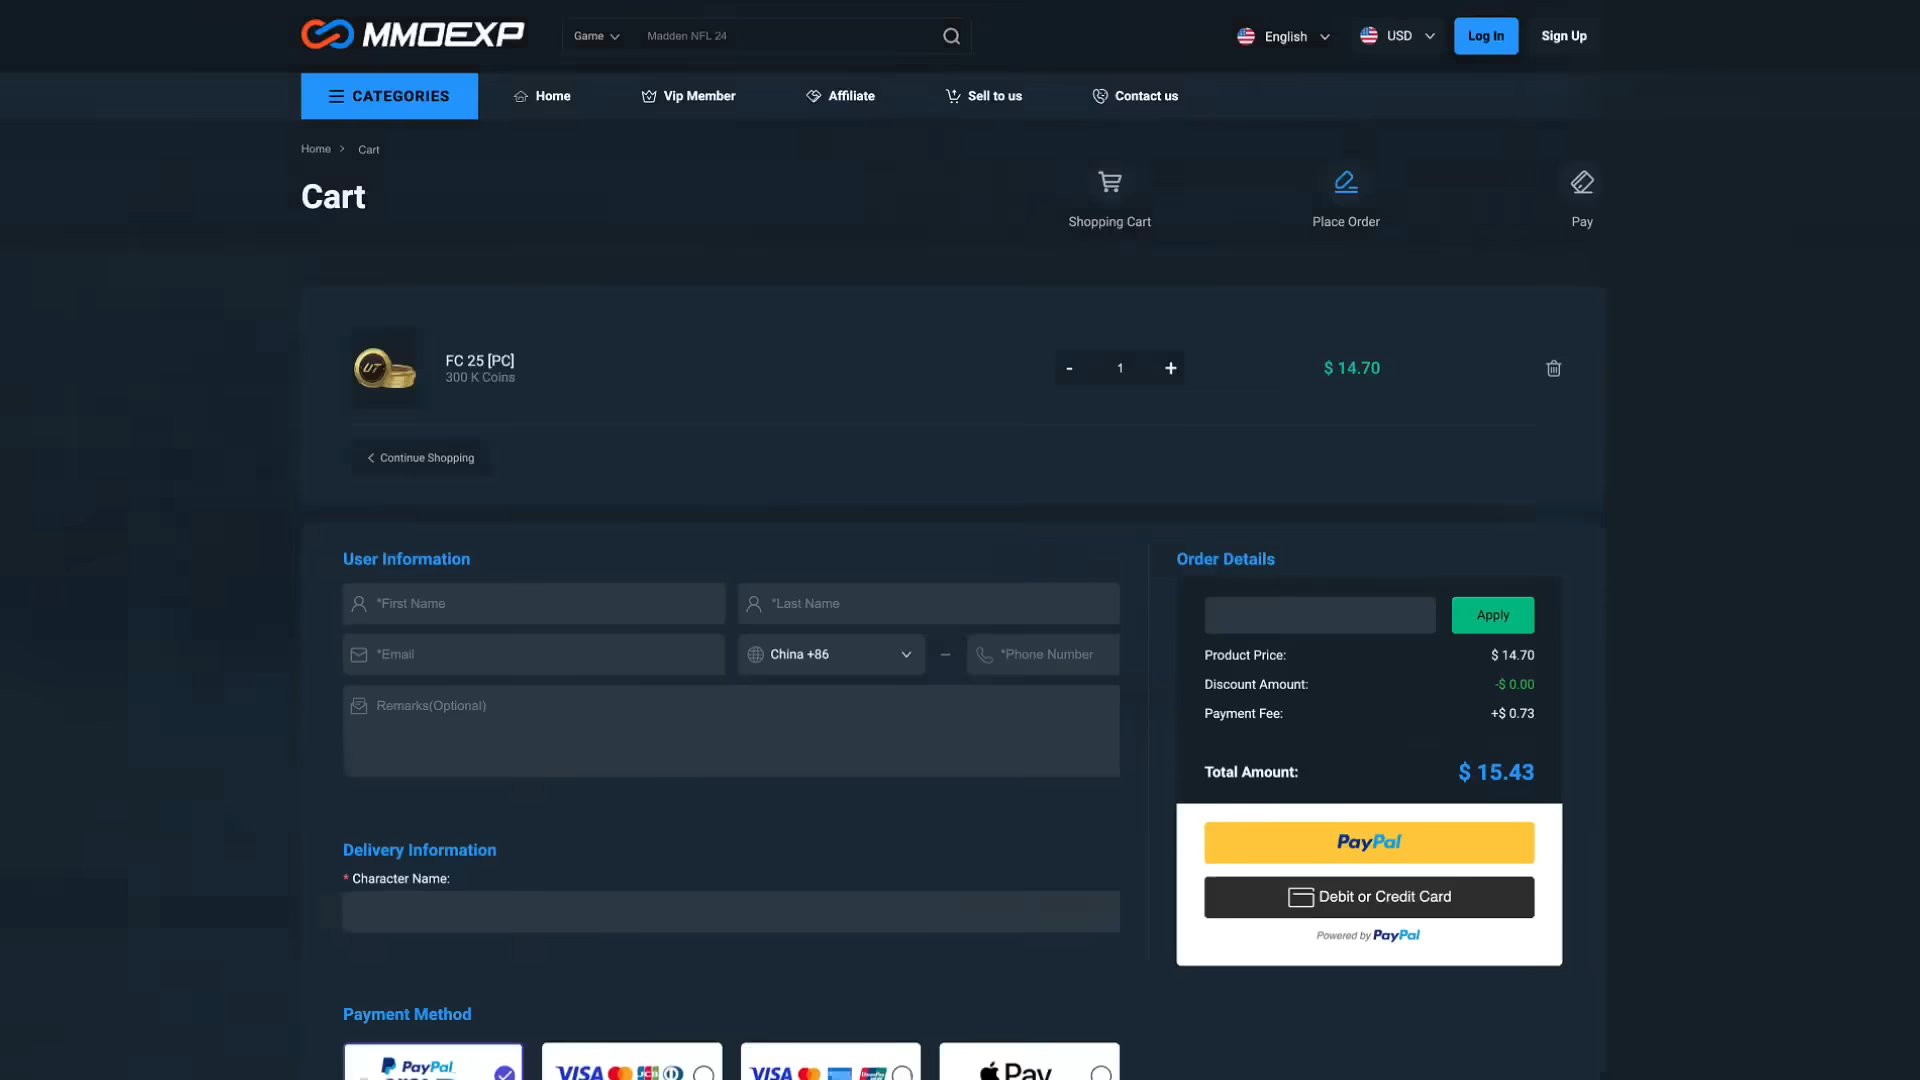 MMOEXP
Game
Madden NFL 24
English
USD
Log In
Sign Up
CATEGORIES
Home
Vip Member
Affiliate
Sell to us
Contact us
Home > Cart
Cart
Shopping Cart
Place Order
Pay
UT
FC 25 [PC]
300 K Coins
- 1 +
$ 14.70
< Continue Shopping
User Information
*First Name
*Last Name
*Email
China +86
–
*Phone Number
Remarks(Optional)
Delivery Information
* Character Name:
Payment Method
PayPal
VISA
JCB
VISA
Pay
Order Details
Apply
Product Price: $ 14.70
Discount Amount: -$ 0.00
Payment Fee: +$ 0.73
Total Amount: $ 15.43
PayPal
Debit or Credit Card
Powered by PayPal